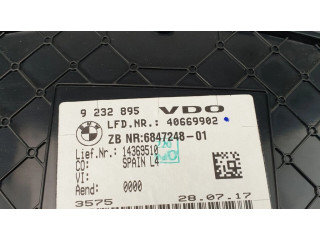 9 232 895 VDO
LFD.NR.: 40669902
ZB NR:6847248-01
Lief.Nr.: 14369510
CO: SPAIN L4
VI:
Aend: 0000
3575 28.07.17